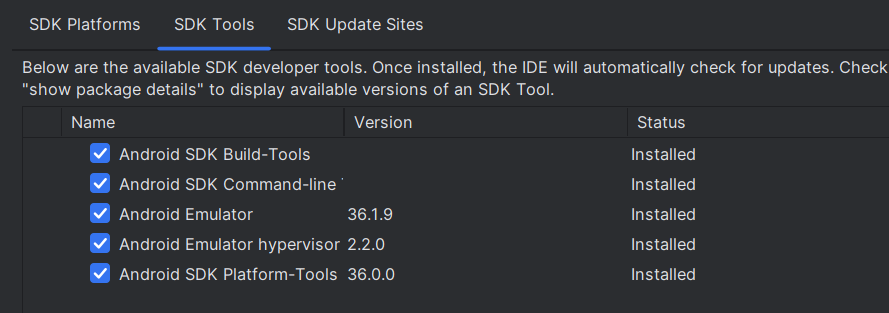 SDK Platforms SDK Tools SDK Update Sites
Below are the available SDK developer tools. Once installed, the IDE will automatically check for updates. Check
"show package details" to display available versions of an SDK Tool.
Name Version Status
Android SDK Build-Tools Installed
Android SDK Command-line Installed
Android Emulator 36.1.9 Installed
Android Emulator hypervisor 2.2.0 Installed
Android SDK Platform-Tools 36.0.0 Installed